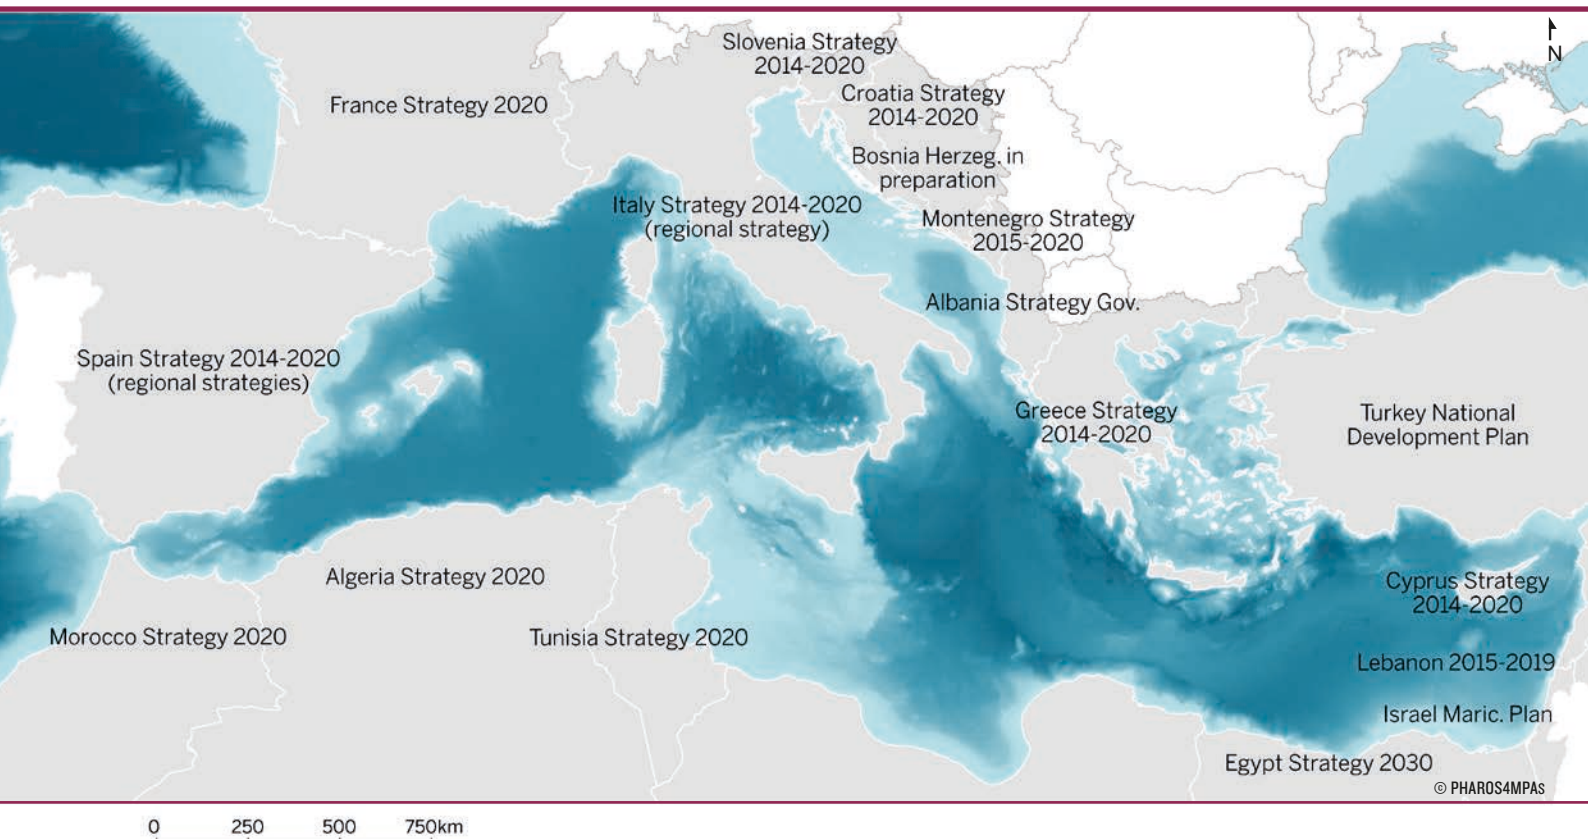 N
Slovenia Strategy
2014-2020
France Strategy 2020
Croatia Strategy
2014-2020
Bosnia Herzeg. in
preparation
Italy Strategy 2014-2020
(regional strategy)
Montenegro Strategy
2015-2020
Albania Strategy Gov.
Spain Strategy 2014-2020
(regional strategies)
Greece Strategy
2014-2020
Turkey National
Development Plan
Algeria Strategy 2020
Cyprus Strategy
2014-2020
Morocco Strategy 2020
Tunisia Strategy 2020
Lebanon 2015-2019
Israel Maric. Plan
Egypt Strategy 2030
© PHAROS4MPAS
0 250 500 750km